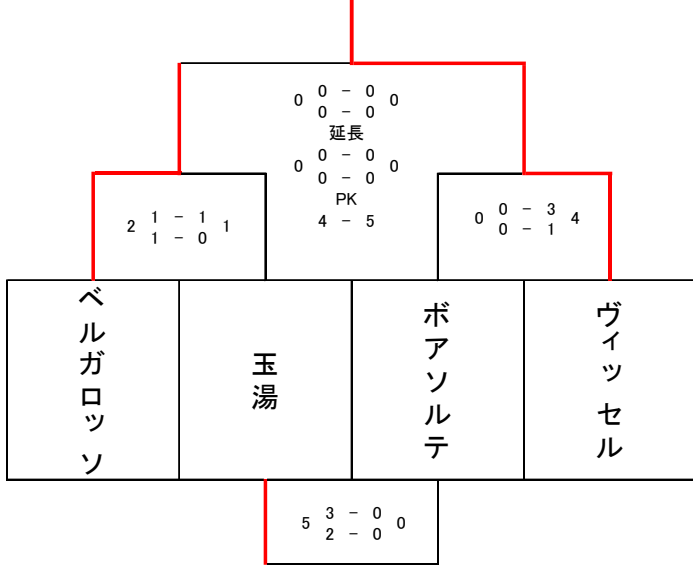 0 0 - 0 0
0 - 0
延長
0 0 - 0 0
0 - 0
PK
4 - 5
2 1 - 1 1
1 - 0
0 0 - 3 4
0 - 1
ベルガロッソ
玉湯
ボアソルテ
ヴィッセル
5 3 - 0 0
2 - 0